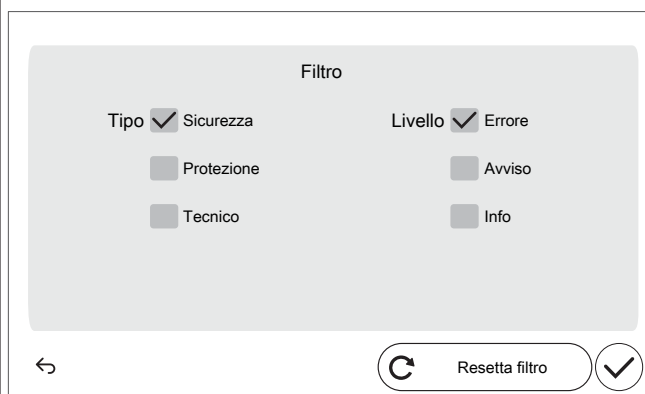 Filtro
Tipo Sicurezza Livello Errore
Protezione Avviso
Tecnico Info
Resetta filtro